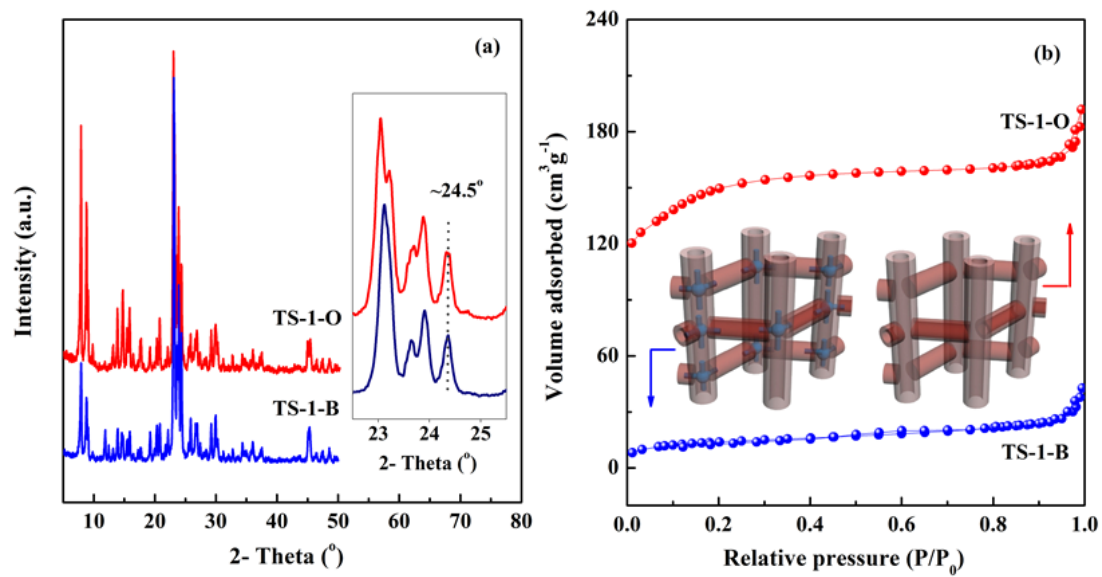 (a)
Intensity (a.u.)
TS-1-O
TS-1-B
~24.5°
23 24 25
2- Theta (°)
10 20 30 40 50 60 70 80
2- Theta (°)
(b)
Volume adsorbed (cm³g⁻¹)
240
180
120
60
0
TS-1-O
TS-1-B
0.0 0.2 0.4 0.6 0.8 1.0
Relative pressure (P/P₀)